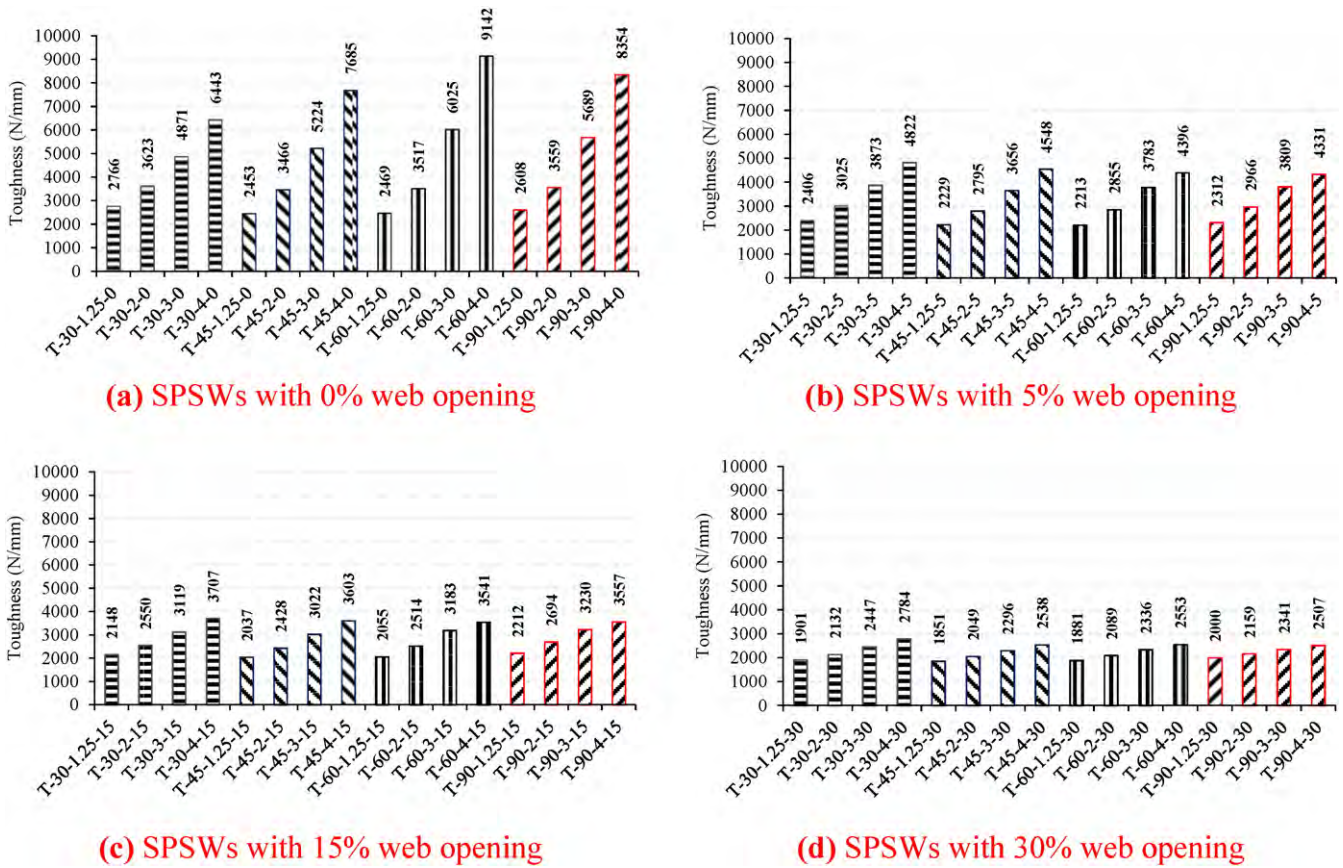 Toughness (N/mm)
10000
9000
8000
7000
6000
5000
4000
3000
2000
1000
0
2766
3623
4871
6443
2453
3466
5224
7685
2469
3517
6025
9142
2608
3559
5689
8354
T-30-1.25-0
T-30-2-0
T-30-3-0
T-30-4-0
T-45-1.25-0
T-45-2-0
T-45-3-0
T-45-4-0
T-60-1.25-0
T-60-2-0
T-60-3-0
T-60-4-0
T-90-1.25-0
T-90-2-0
T-90-3-0
T-90-4-0
(a) SPSWs with 0% web opening
Toughness (N/mm)
10000
9000
8000
7000
6000
5000
4000
3000
2000
1000
0
2406
3025
3873
4822
2229
2795
3656
4548
2213
2855
3783
4396
2312
2966
3809
4331
T-30-1.25-5
T-30-2-5
T-30-3-5
T-30-4-5
T-45-1.25-5
T-45-2-5
T-45-3-5
T-45-4-5
T-60-1.25-5
T-60-2-5
T-60-3-5
T-60-4-5
T-90-1.25-5
T-90-2-5
T-90-3-5
T-90-4-5
(b) SPSWs with 5% web opening
Toughness (N/mm)
10000
9000
8000
7000
6000
5000
4000
3000
2000
1000
0
2148
2550
3119
3707
2037
2428
3022
3603
2055
2514
3183
3541
2212
2694
3230
3557
T-30-1.25-15
T-30-2-15
T-30-3-15
T-30-4-15
T-45-1.25-15
T-45-2-15
T-45-3-15
T-45-4-15
T-60-1.25-15
T-60-2-15
T-60-3-15
T-60-4-15
T-90-1.25-15
T-90-2-15
T-90-3-15
T-90-4-15
(c) SPSWs with 15% web opening
Toughness (N/mm)
10000
9000
8000
7000
6000
5000
4000
3000
2000
1000
0
1901
2132
2447
2784
1851
2049
2296
2538
1881
2089
2336
2553
2000
2159
2341
2507
T-30-1.25-30
T-30-2-30
T-30-3-30
T-30-4-30
T-45-1.25-30
T-45-2-30
T-45-3-30
T-45-4-30
T-60-1.25-30
T-60-2-30
T-60-3-30
T-60-4-30
T-90-1.25-30
T-90-2-30
T-90-3-30
T-90-4-30
(d) SPSWs with 30% web opening